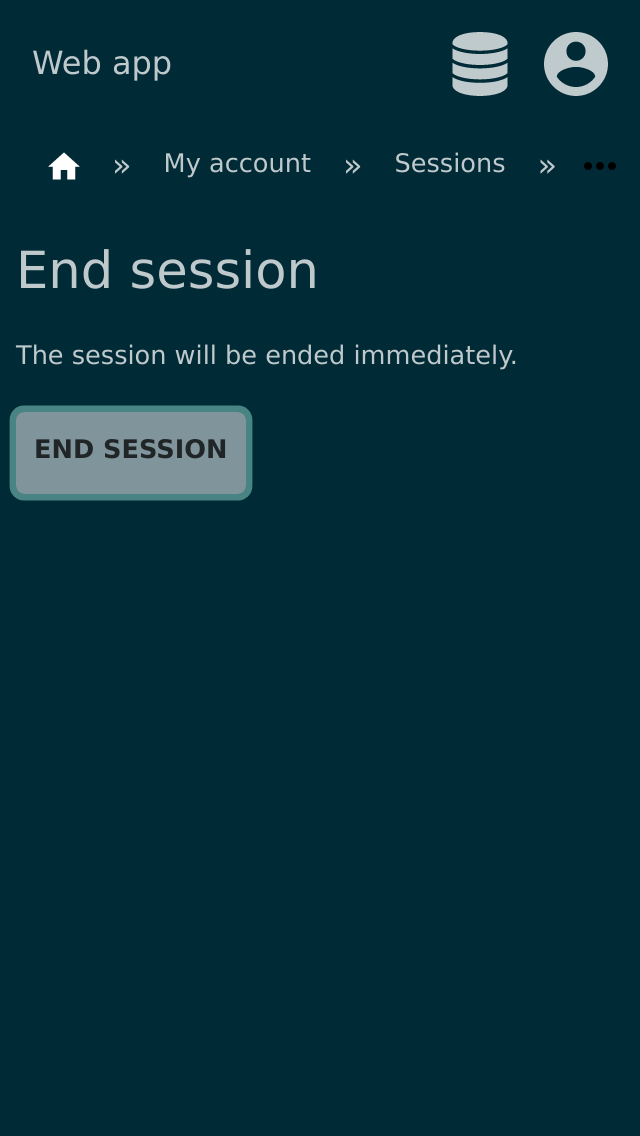 Web app
» My account » Sessions » •••
End session
The session will be ended immediately.
END SESSION